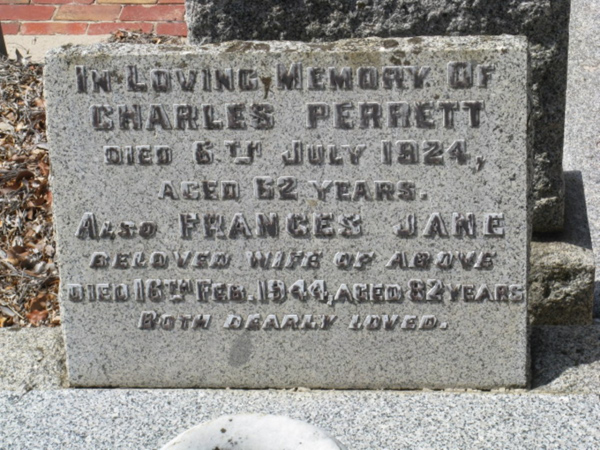 In Loving Memory Of
CHARLES PERRETT
DIED 6TH JULY 1924,
AGED 62 YEARS.
Also FRANCES JANE
BELOVED WIFE OF ABOVE
DIED 16TH FEB. 1944, AGED 82 YEARS
BOTH DEARLY LOVED.